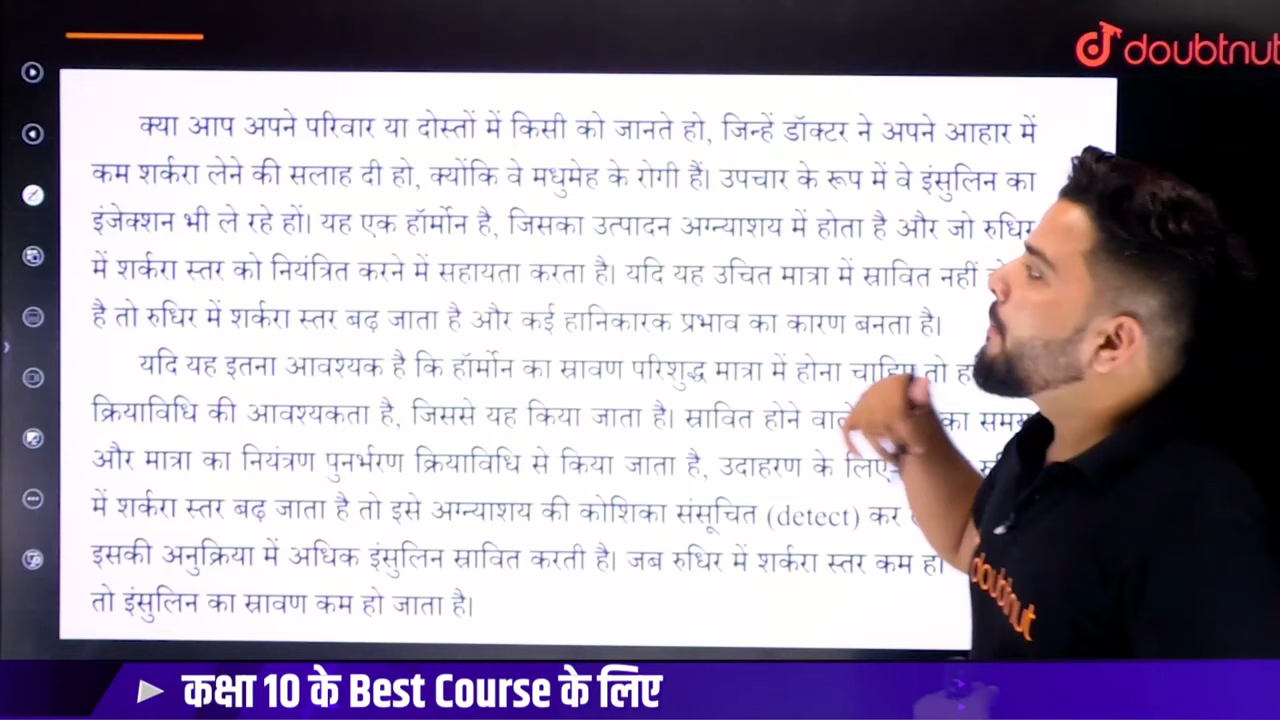 doubtnut
क्या आप अपने परिवार या दोस्तों में किसी को जानते हो, जिन्हें डॉक्टर ने अपने आहार में
कम शर्करा लेने की सलाह दी हो, क्योंकि वे मधुमेह के रोगी हैं। उपचार के रूप में वे इंसुलिन का
इंजेक्शन भी ले रहे हों। यह एक हॉर्मोन है, जिसका उत्पादन अग्न्याशय में होता है और जो रुधिर
में शर्करा स्तर को नियंत्रित करने में सहायता करता है। यदि यह उचित मात्रा में स्रावित नहीं
है तो रुधिर में शर्करा स्तर बढ़ जाता है और कई हानिकारक प्रभाव का कारण बनता है।
यदि यह इतना आवश्यक है कि हॉर्मोन का स्रावण परिशुद्ध मात्रा में होना चाहिए तो
क्रियाविधि की आवश्यकता है, जिससे यह किया जाता है। स्रावित होने वाले का
और मात्रा का नियंत्रण पुनर्भरण क्रियाविधि से किया जाता है, उदाहरण के लिए-
में शर्करा स्तर बढ़ जाता है तो इसे अग्न्याशय की कोशिका संसूचित (detect) कर
इसकी अनुक्रिया में अधिक इंसुलिन स्रावित करती है। जब रुधिर में शर्करा स्तर कम
तो इंसुलिन का स्रावण कम हो जाता है।
doubtnut
कक्षा 10 के Best Course के लिए